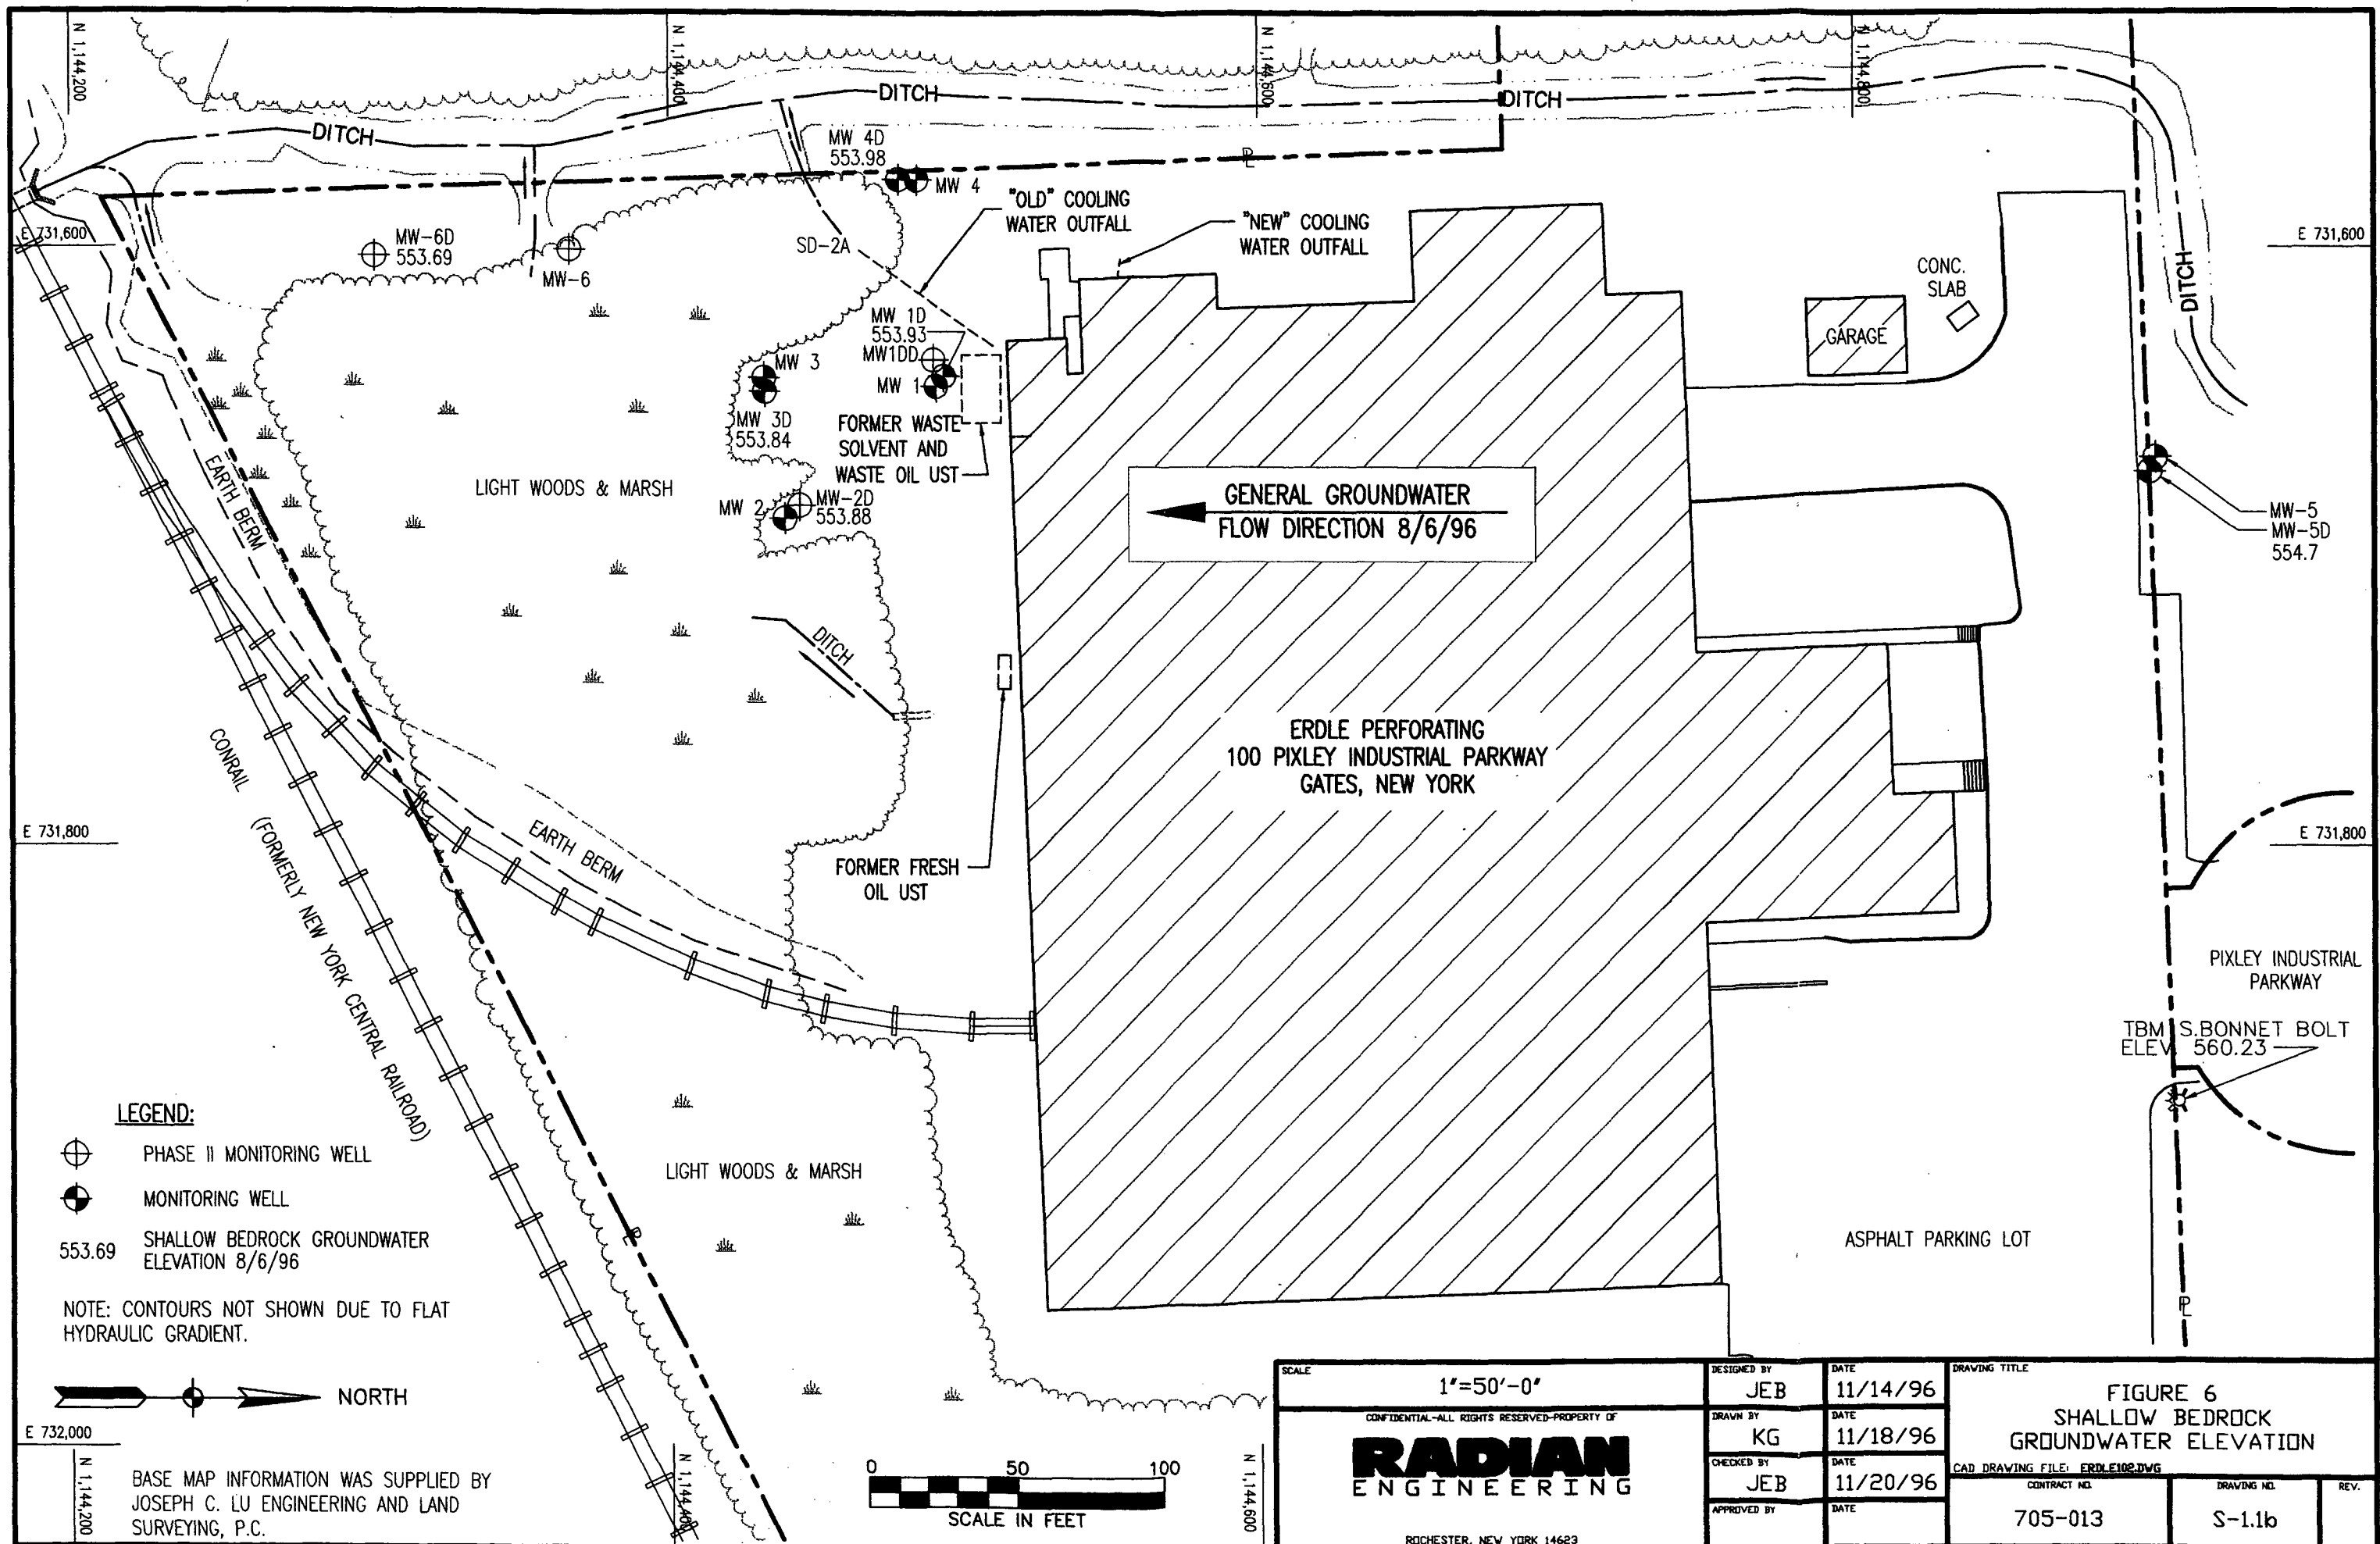 N 1,144,200
N 1,144,400
N 1,144,600
N 1,144,800
DITCH
DITCH
DITCH
DITCH
MW 4D
553.98
MW 4
"OLD" COOLING
WATER OUTFALL
"NEW" COOLING
WATER OUTFALL
E 731,600
E 731,600
MW-6D
553.69
MW-6
SD-2A
CONC.
SLAB
GARAGE
MW 1D
553.93
MW1DD
MW 1
MW 3
MW 3D
553.84
FORMER WASTE
SOLVENT AND
WASTE OIL UST
LIGHT WOODS & MARSH
MW 2
MW-2D
553.88
EARTH BERM
GENERAL GROUNDWATER
FLOW DIRECTION 8/6/96
MW-5
MW-5D
554.7
DITCH
ERDLE PERFORATING
100 PIXLEY INDUSTRIAL PARKWAY
GATES, NEW YORK
CONRAIL (FORMERLY NEW YORK CENTRAL RAILROAD)
E 731,800
E 731,800
EARTH BERM
FORMER FRESH
OIL UST
PIXLEY INDUSTRIAL
PARKWAY
TBM S.BONNET BOLT
ELEV. 560.23
LIGHT WOODS & MARSH
ASPHALT PARKING LOT
LEGEND:
PHASE II MONITORING WELL
MONITORING WELL
553.69 SHALLOW BEDROCK GROUNDWATER
ELEVATION 8/6/96
NOTE: CONTOURS NOT SHOWN DUE TO FLAT
HYDRAULIC GRADIENT.
NORTH
E 732,000
N 1,144,200
N 1,144,400
N 1,144,600
BASE MAP INFORMATION WAS SUPPLIED BY
JOSEPH C. LU ENGINEERING AND LAND
SURVEYING, P.C.
0 50 100
SCALE IN FEET
SCALE
1"=50'-0"
CONFIDENTIAL-ALL RIGHTS RESERVED-PROPERTY OF
RADIAN
ENGINEERING
ROCHESTER, NEW YORK 14623
DESIGNED BY
JEB
DATE
11/14/96
DRAWN BY
KG
DATE
11/18/96
CHECKED BY
JEB
DATE
11/20/96
APPROVED BY
DATE
DRAWING TITLE
FIGURE 6
SHALLOW BEDROCK
GROUNDWATER ELEVATION
CAD DRAWING FILE: ERDLE102.DWG
CONTRACT NO.
705-013
DRAWING NO.
S-1.1b
REV.